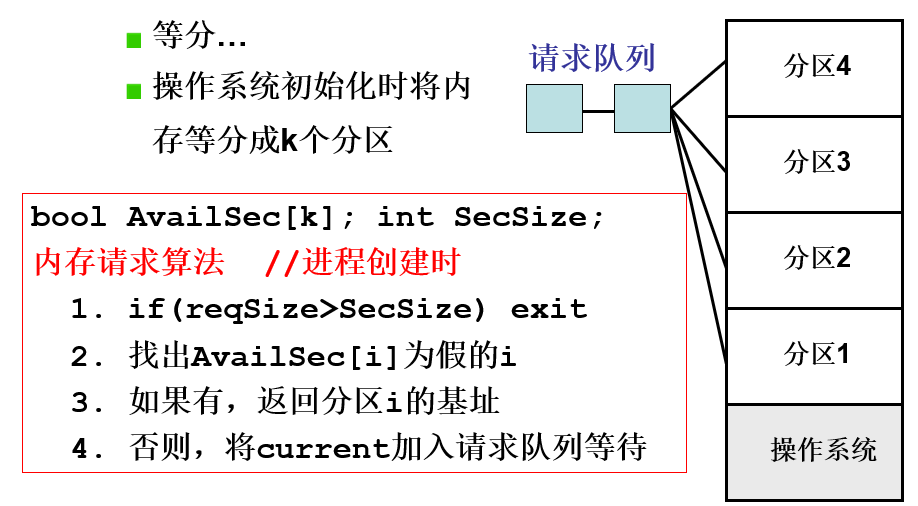 等分…
操作系统初始化时将内
存等分成k个分区
请求队列
分区4
分区3
分区2
分区1
操作系统
bool AvailSec[k]; int SecSize;
内存请求算法 //进程创建时
1. if(reqSize>SecSize) exit
2. 找出AvailSec[i]为假的i
3. 如果有，返回分区i的基址
4. 否则，将current加入请求队列等待